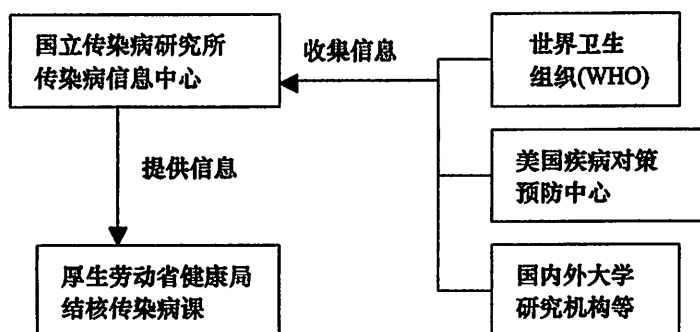 国立传染病研究所
传染病信息中心
收集信息
世界卫生
组织(WHO)
提供信息
美国疾病对策
预防中心
厚生劳动省健康局
结核传染病课
国内外大学
研究机构等